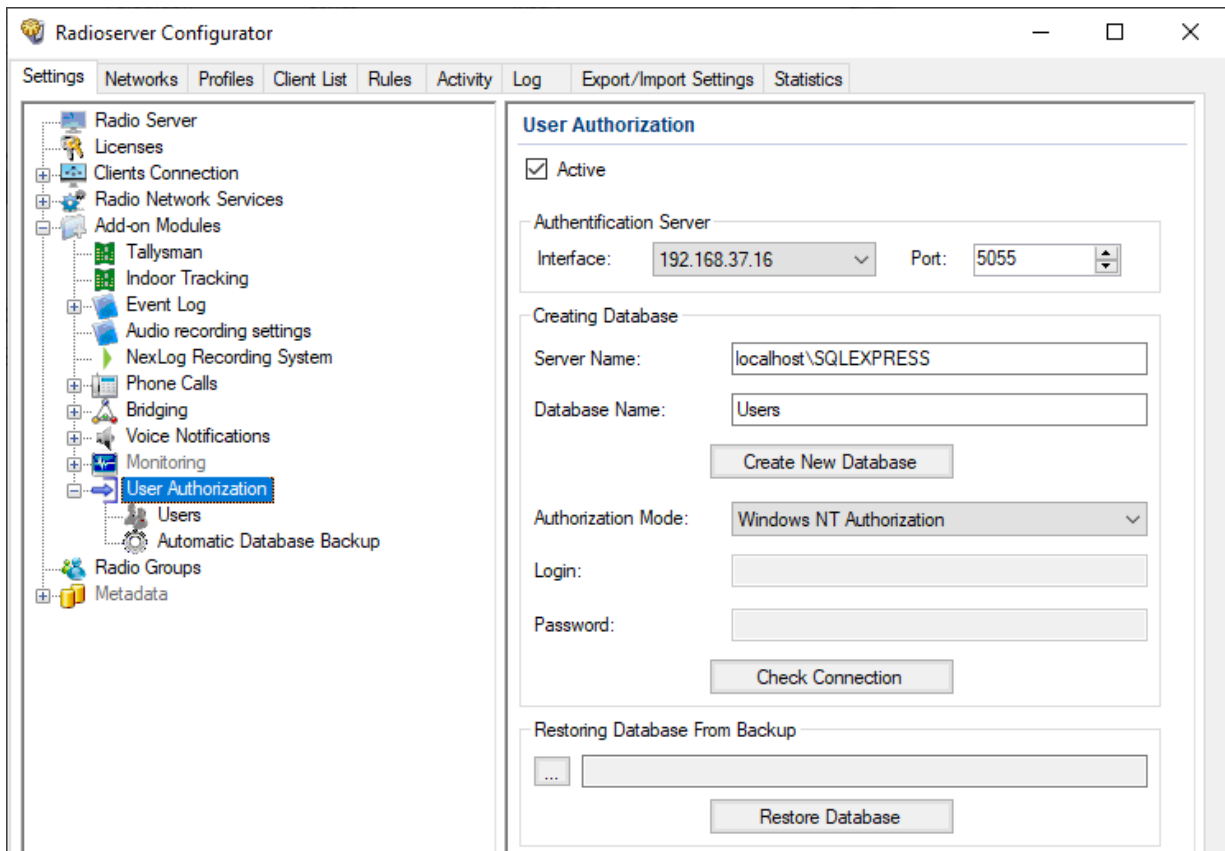 Radioserver Configurator
Settings Networks Profiles Client List Rules Activity Log Export/Import Settings Statistics
Radio Server
Licenses
Clients Connection
Radio Network Services
Add-on Modules
Tallysman
Indoor Tracking
Event Log
Audio recording settings
NexLog Recording System
Phone Calls
Bridging
Voice Notifications
Monitoring
User Authorization
Users
Automatic Database Backup
Radio Groups
Metadata
User Authorization
Active
Authentification Server
Interface: 192.168.37.16 Port: 5055
Creating Database
Server Name: localhost\SQLEXPRESS
Database Name: Users
Create New Database
Authorization Mode: Windows NT Authorization
Login:
Password:
Check Connection
Restoring Database From Backup
...
Restore Database